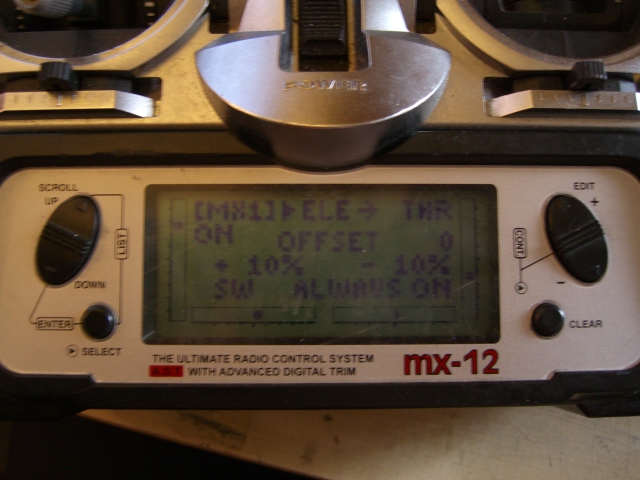 POWER
SCROLL
UP
LIST
DOWN
ENTER
SELECT
[MX1] ELE → THR
ON OFFSET 0
+ 10% - 10%
SW ALWAYS ON
EDIT
+
CONT.
-
CLEAR
THE ULTIMATE RADIO CONTROL SYSTEM
ADT WITH ADVANCED DIGITAL TRIM
mx-12